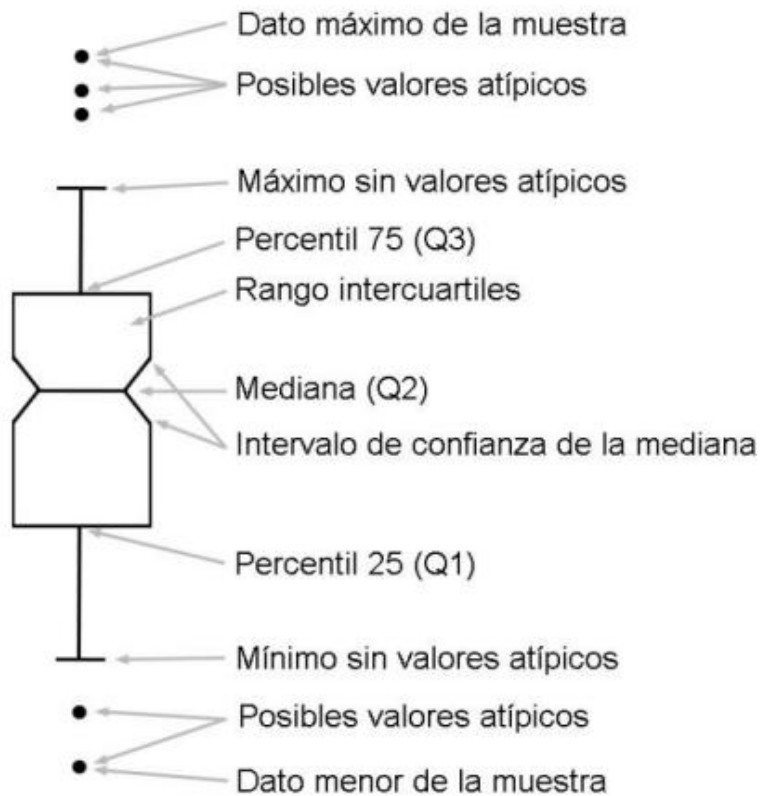 Dato máximo de la muestra
Posibles valores atípicos
Máximo sin valores atípicos
Percentil 75 (Q3)
Rango intercuartiles
Mediana (Q2)
Intervalo de confianza de la mediana
Percentil 25 (Q1)
Mínimo sin valores atípicos
Posibles valores atípicos
Dato menor de la muestra